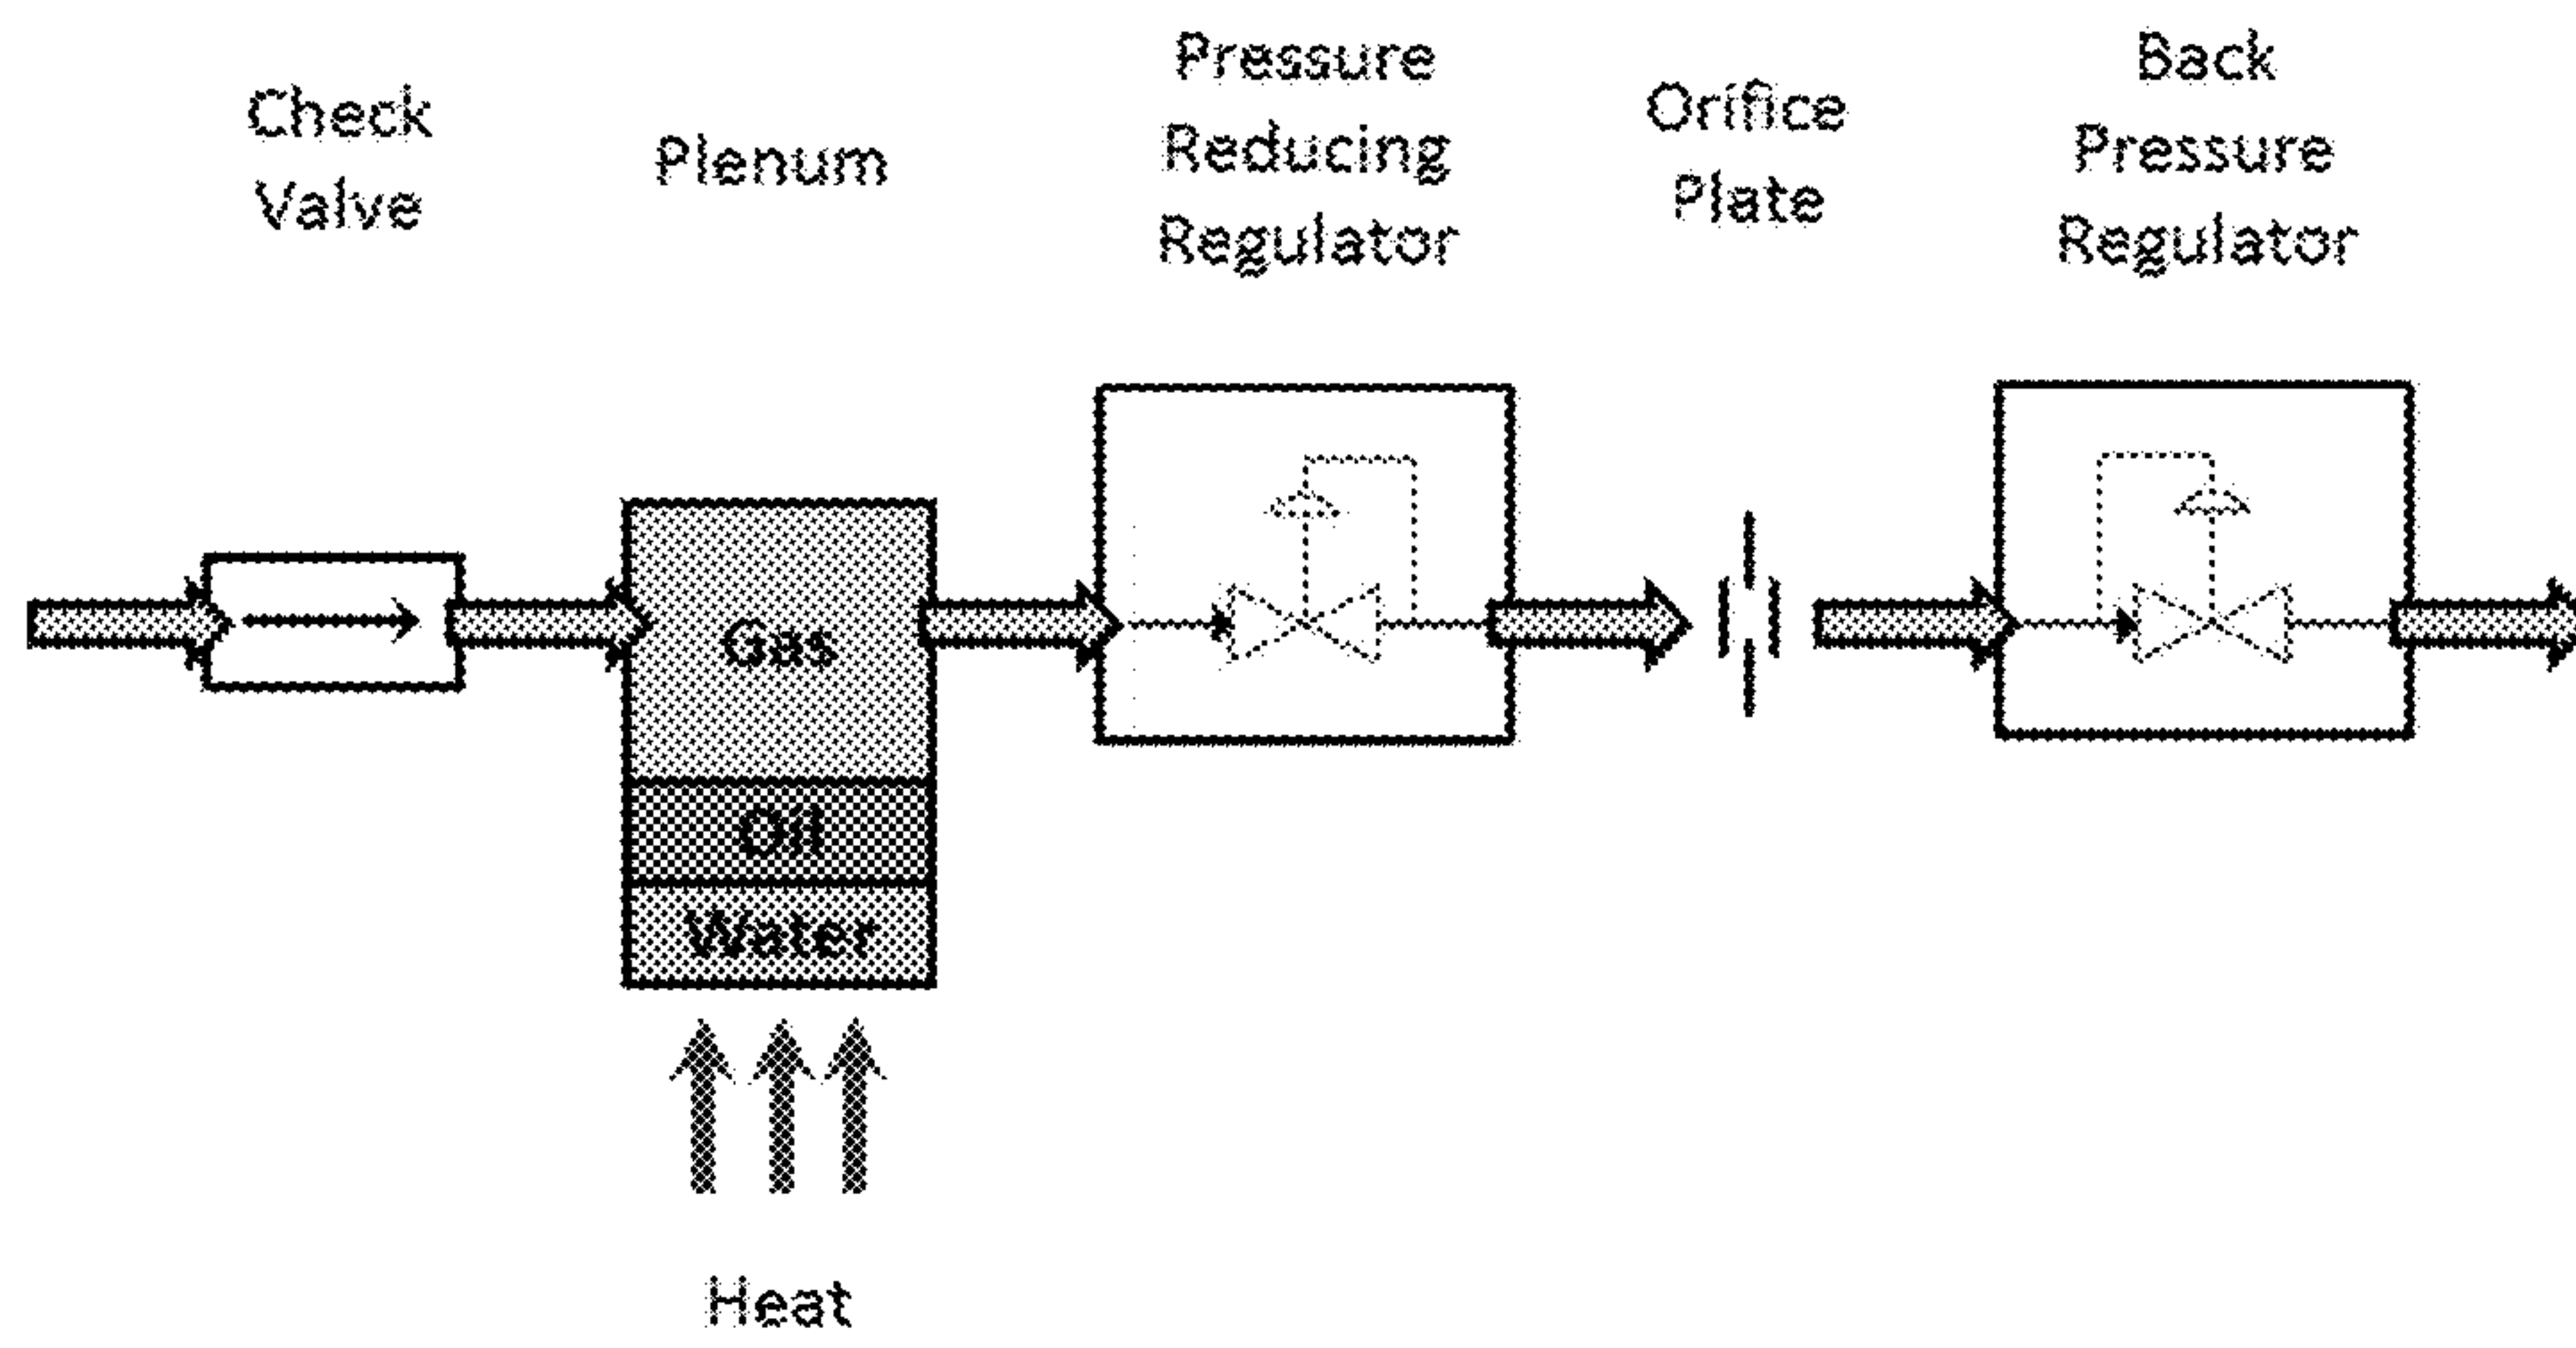 Check
Valve
Plenum
Pressure
Reducing
Regulator
Orifice
Plate
Back
Pressure
Regulator
Gas
Oil
Water
Heat